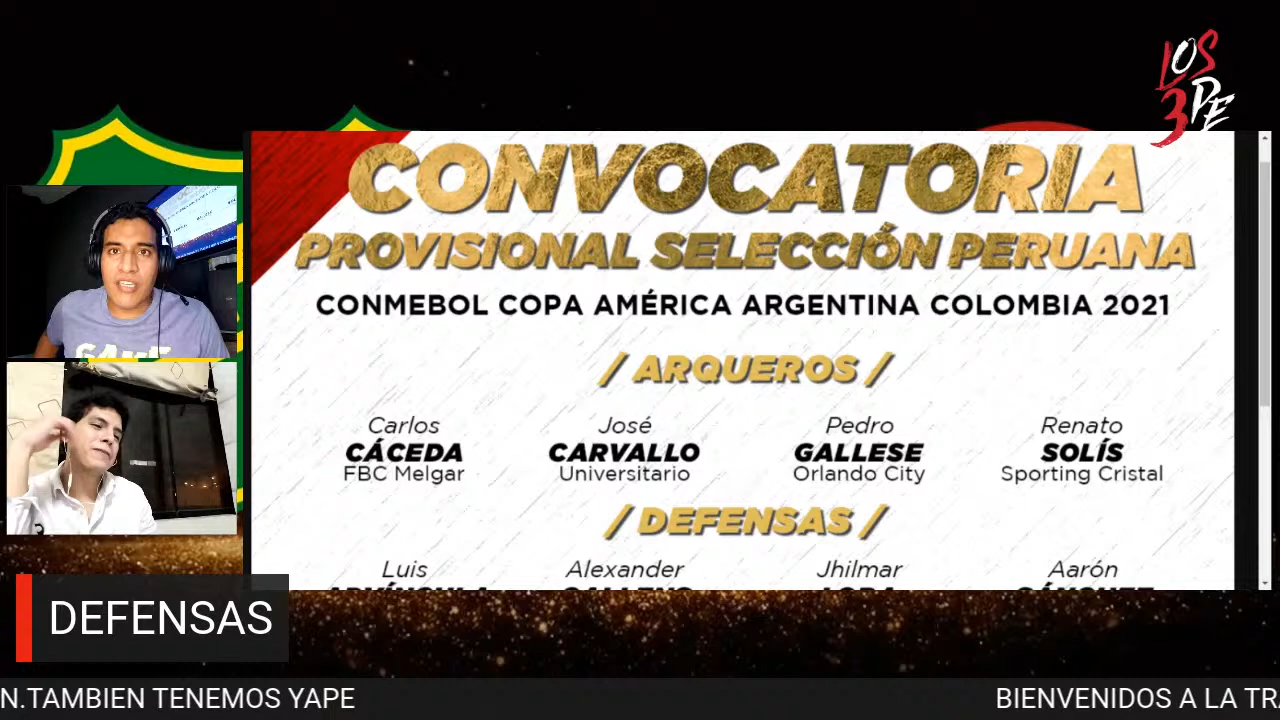 LOS
3PE
CONVOCATORIA
PROVISIONAL SELECCIÓN PERUANA
CONMEBOL COPA AMÉRICA ARGENTINA COLOMBIA 2021
/ ARQUEROS /
Carlos José Pedro Renato
CÁCEDA CARVALLO GALLESE SOLÍS
FBC Melgar Universitario Orlando City Sporting Cristal
/ DEFENSAS /
Luis Alexander Jhilmar Aarón
DEFENSAS
N.TAMBIEN TENEMOS YAPE BIENVENIDOS A LA TRA